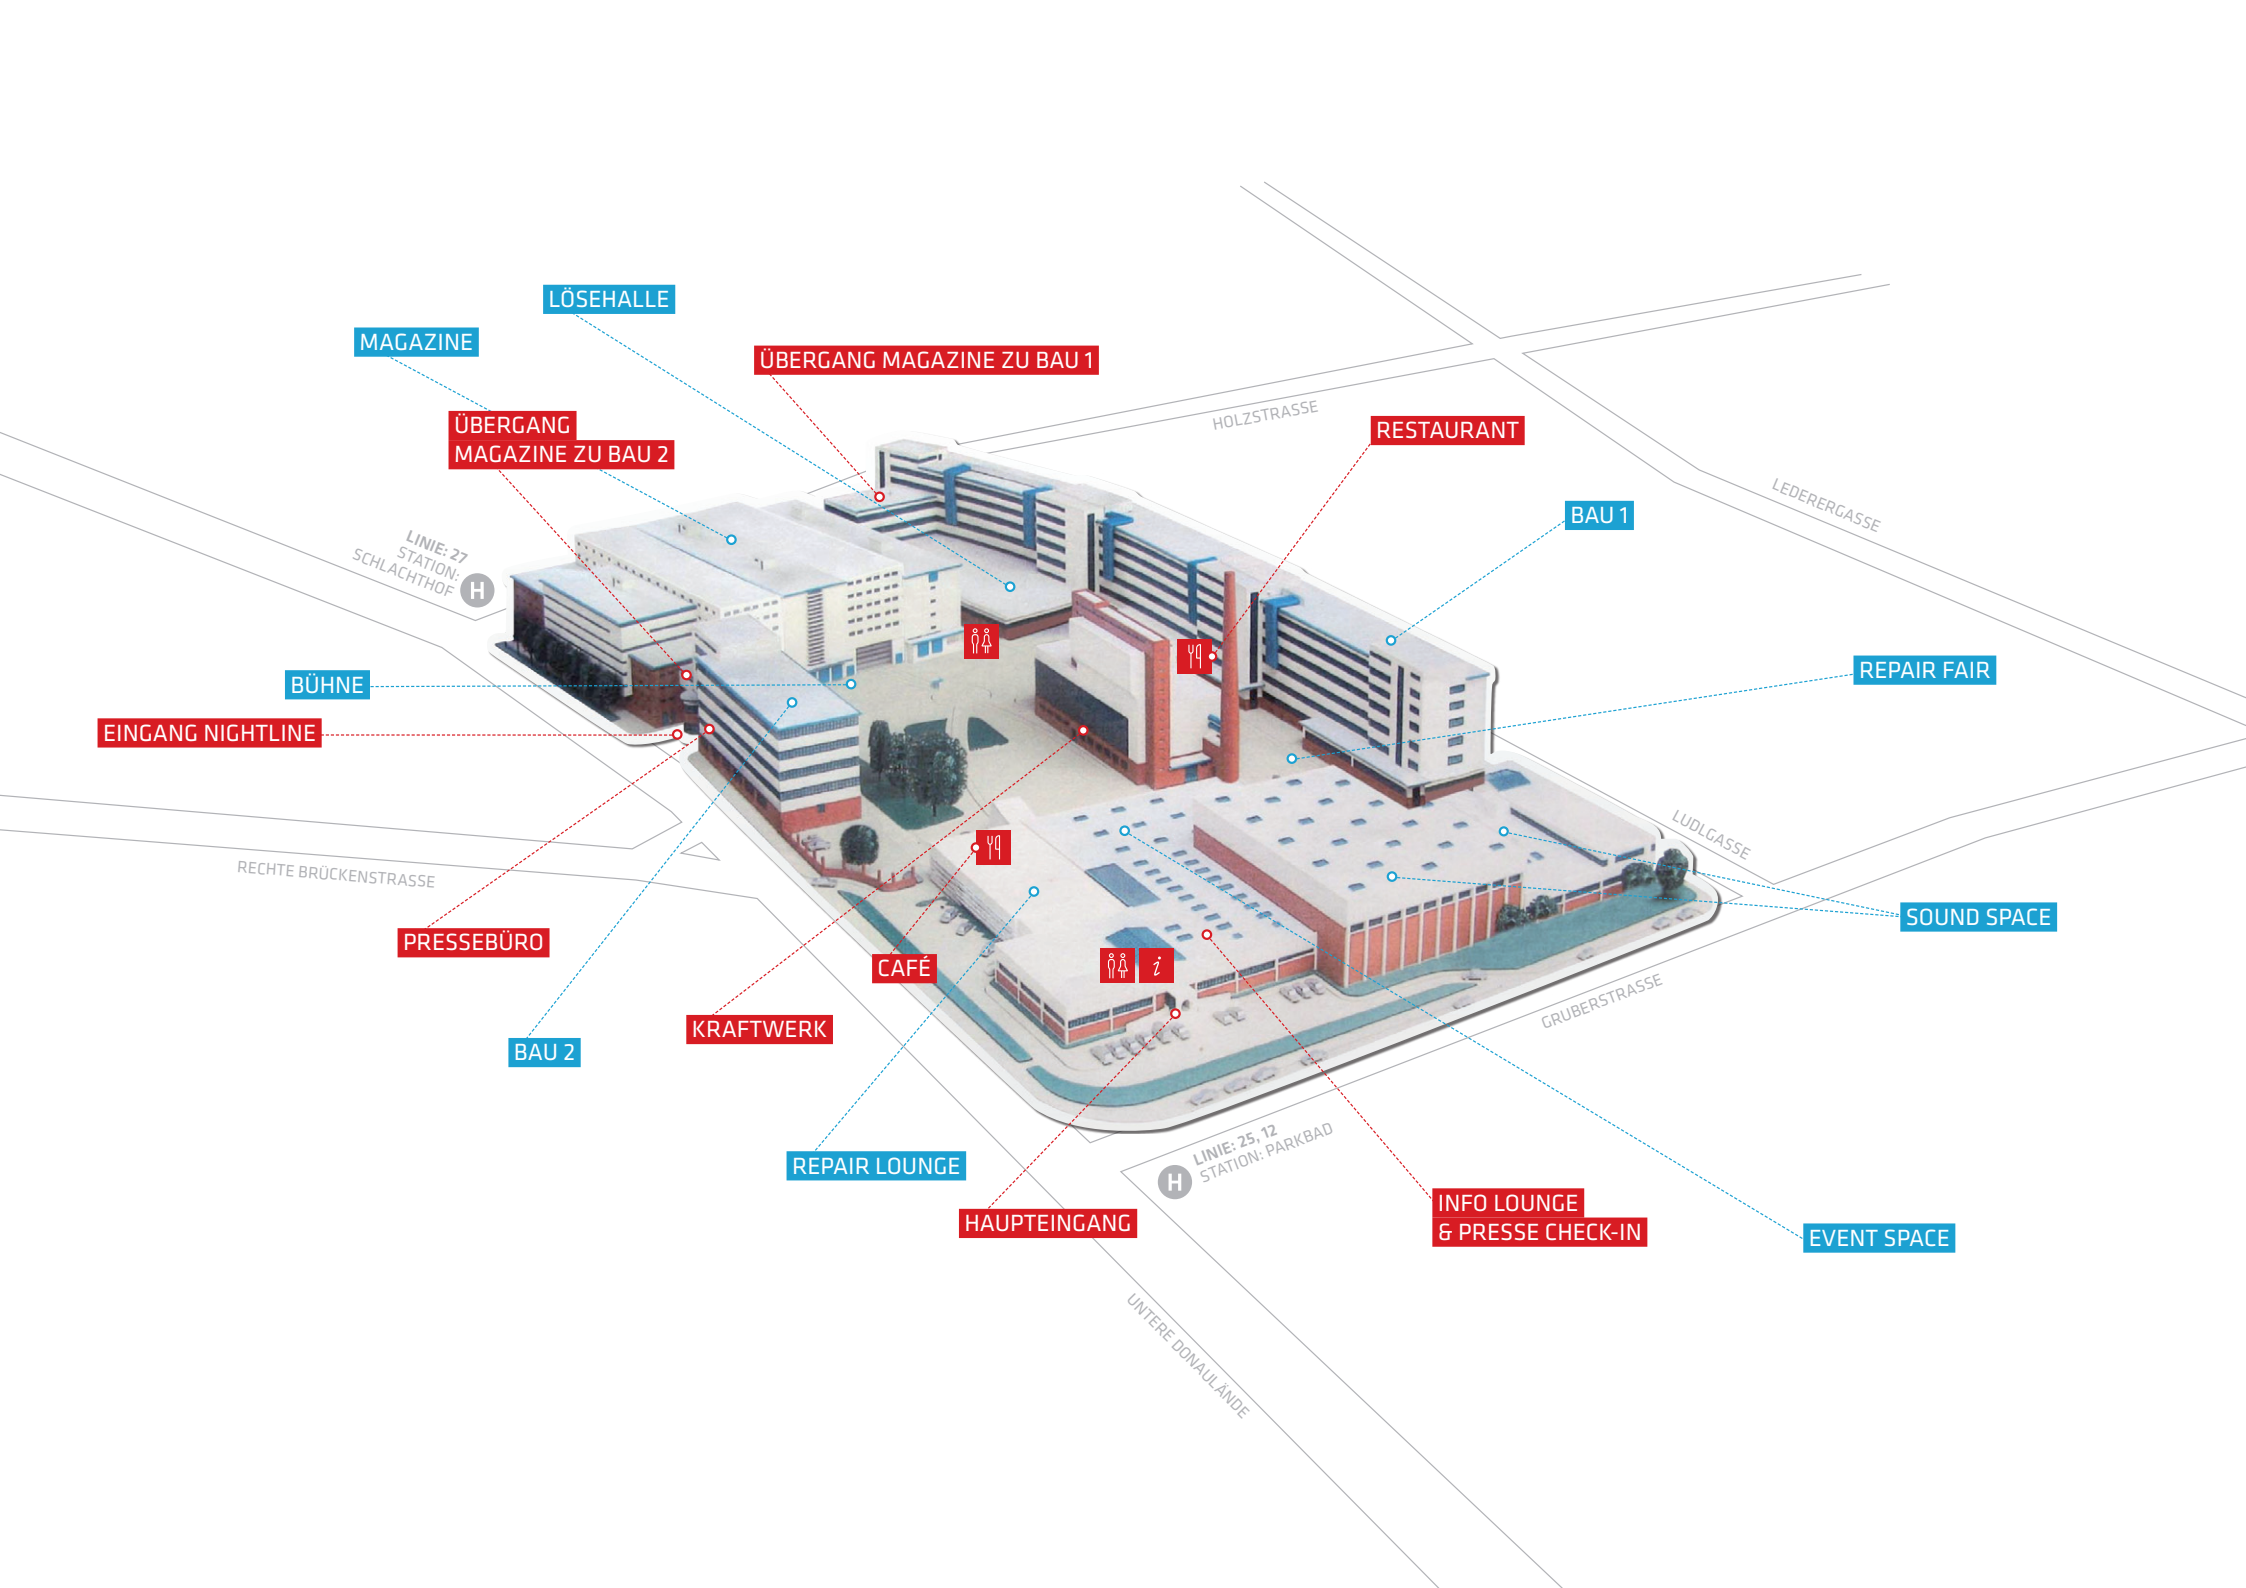 LÖSEHALLE
MAGAZINE
ÜBERGANG MAGAZINE ZU BAU 1
ÜBERGANG
MAGAZINE ZU BAU 2
HOLZSTRASSE
RESTAURANT
LEDERERGASSE
BAU 1
LINIE: 27
STATION:
SCHLACHTHOF
H
BÜHNE
REPAIR FAIR
EINGANG NIGHTLINE
LUDLGASSE
RECHTE BRÜCKENSTRASSE
SOUND SPACE
PRESSEBÜRO
CAFÉ
i
GRUBERSTRASSE
KRAFTWERK
BAU 2
LINIE: 25, 12
STATION: PARKBAD
H
REPAIR LOUNGE
HAUPTEINGANG
INFO LOUNGE
& PRESSE CHECK-IN
EVENT SPACE
UNTERE DONAULÄNDE